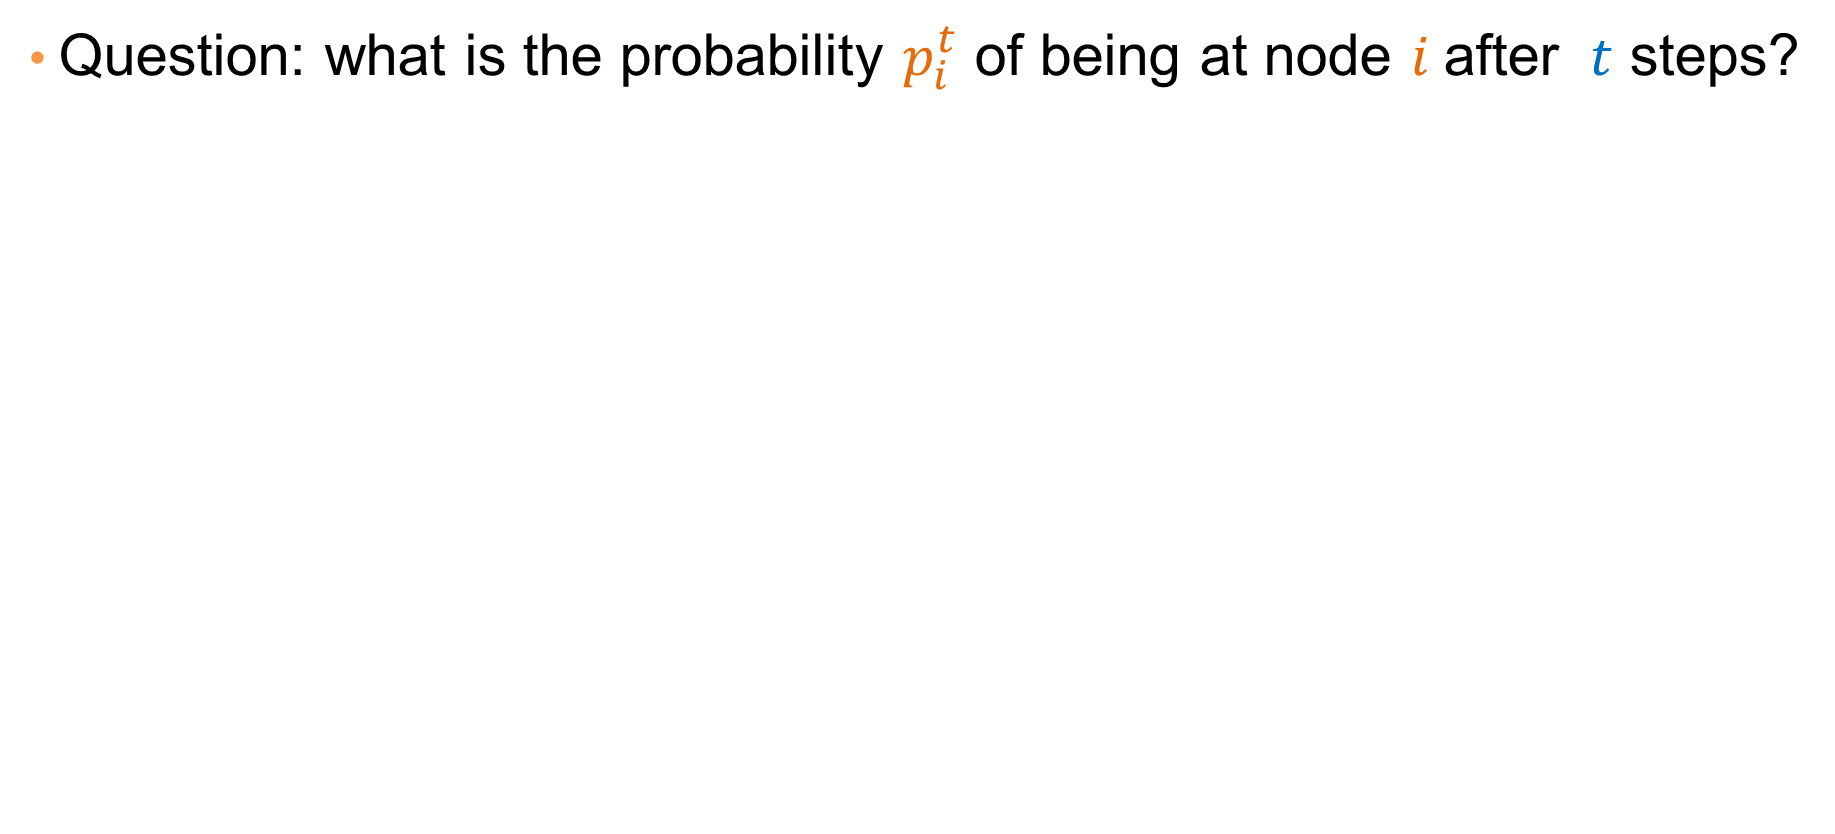 • Question: what is the probability $p_i^t$ of being at node $i$ after $t$ steps?